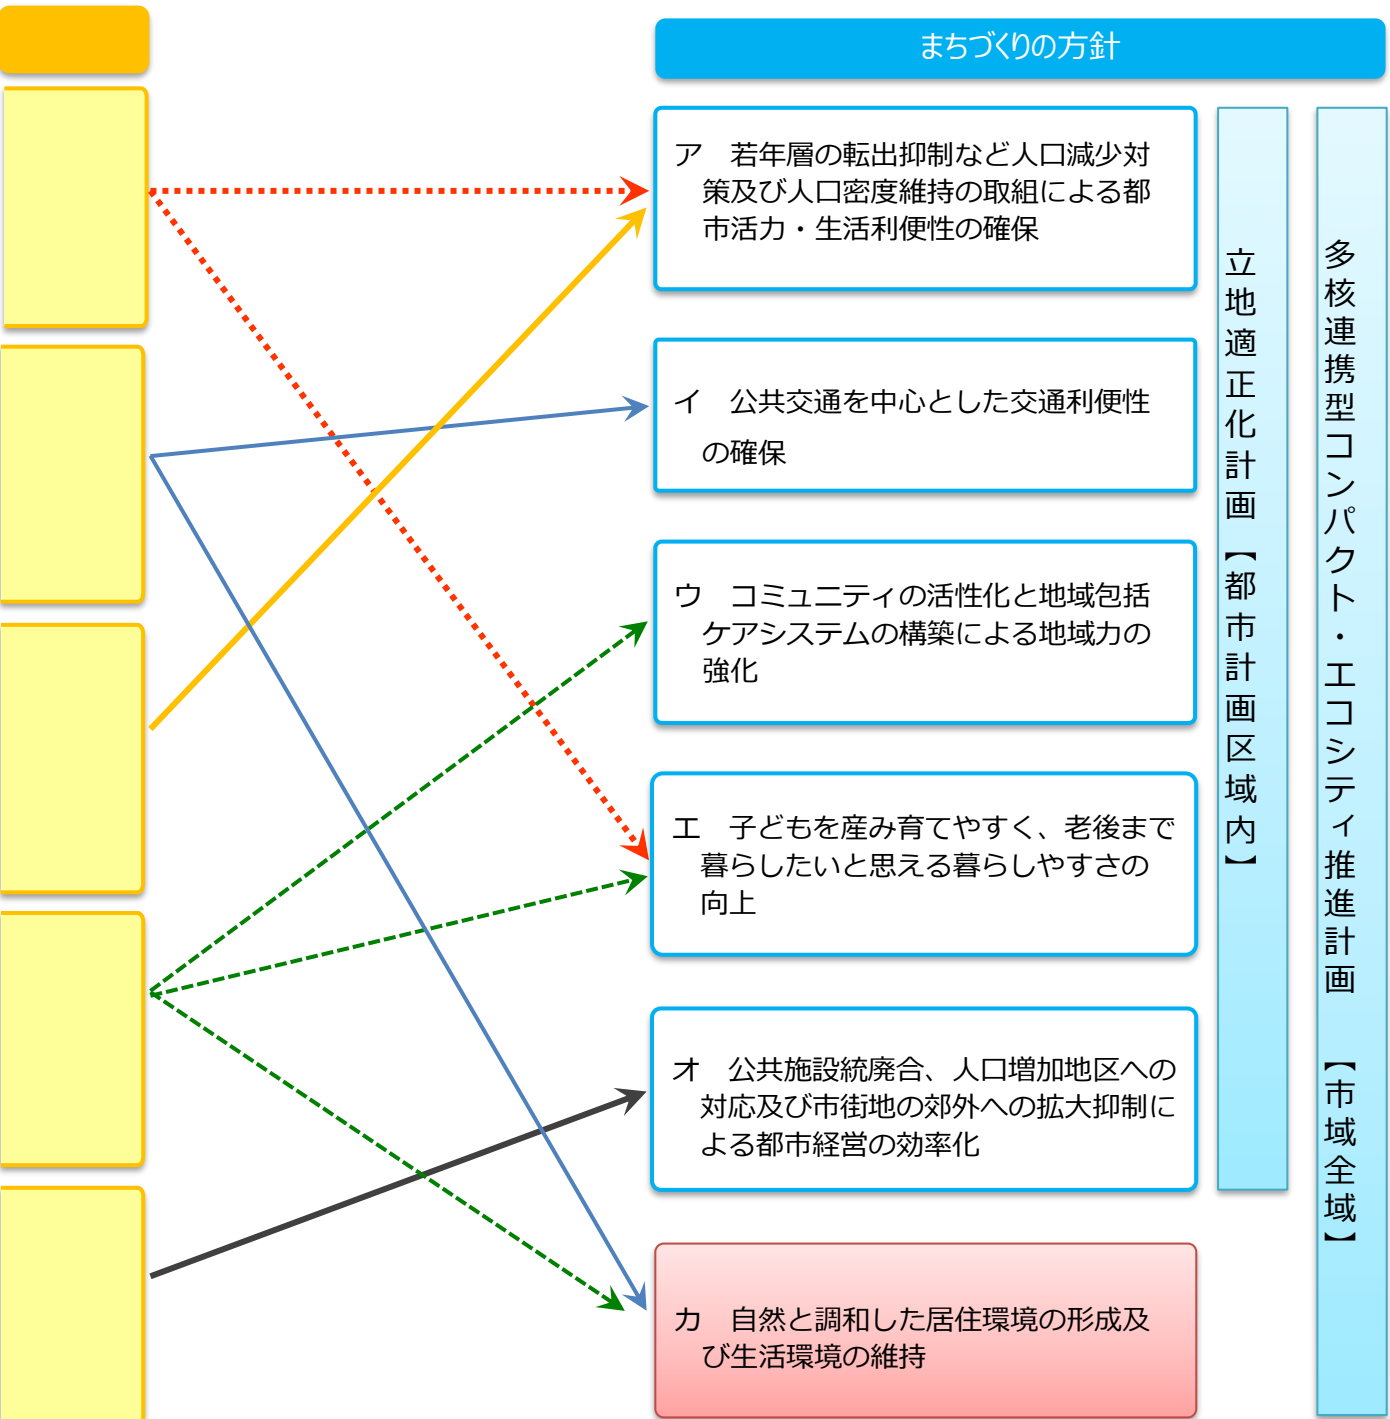 まちづくりの方針
ア　若年層の転出抑制など人口減少対
策及び人口密度維持の取組による都
市活力・生活利便性の確保
イ　公共交通を中心とした交通利便性
の確保
ウ　コミュニティの活性化と地域包括
ケアシステムの構築による地域力の
強化
エ　子どもを産み育てやすく、老後まで
暮らしたいと思える暮らしやすさの
向上
オ　公共施設統廃合、人口増加地区への
対応及び市街地の郊外への拡大抑制に
よる都市経営の効率化
カ　自然と調和した居住環境の形成及
び生活環境の維持
立地適正化計画【都市計画区域内】
多核連携型コンパクト・エコシティ推進計画　【市域全域】